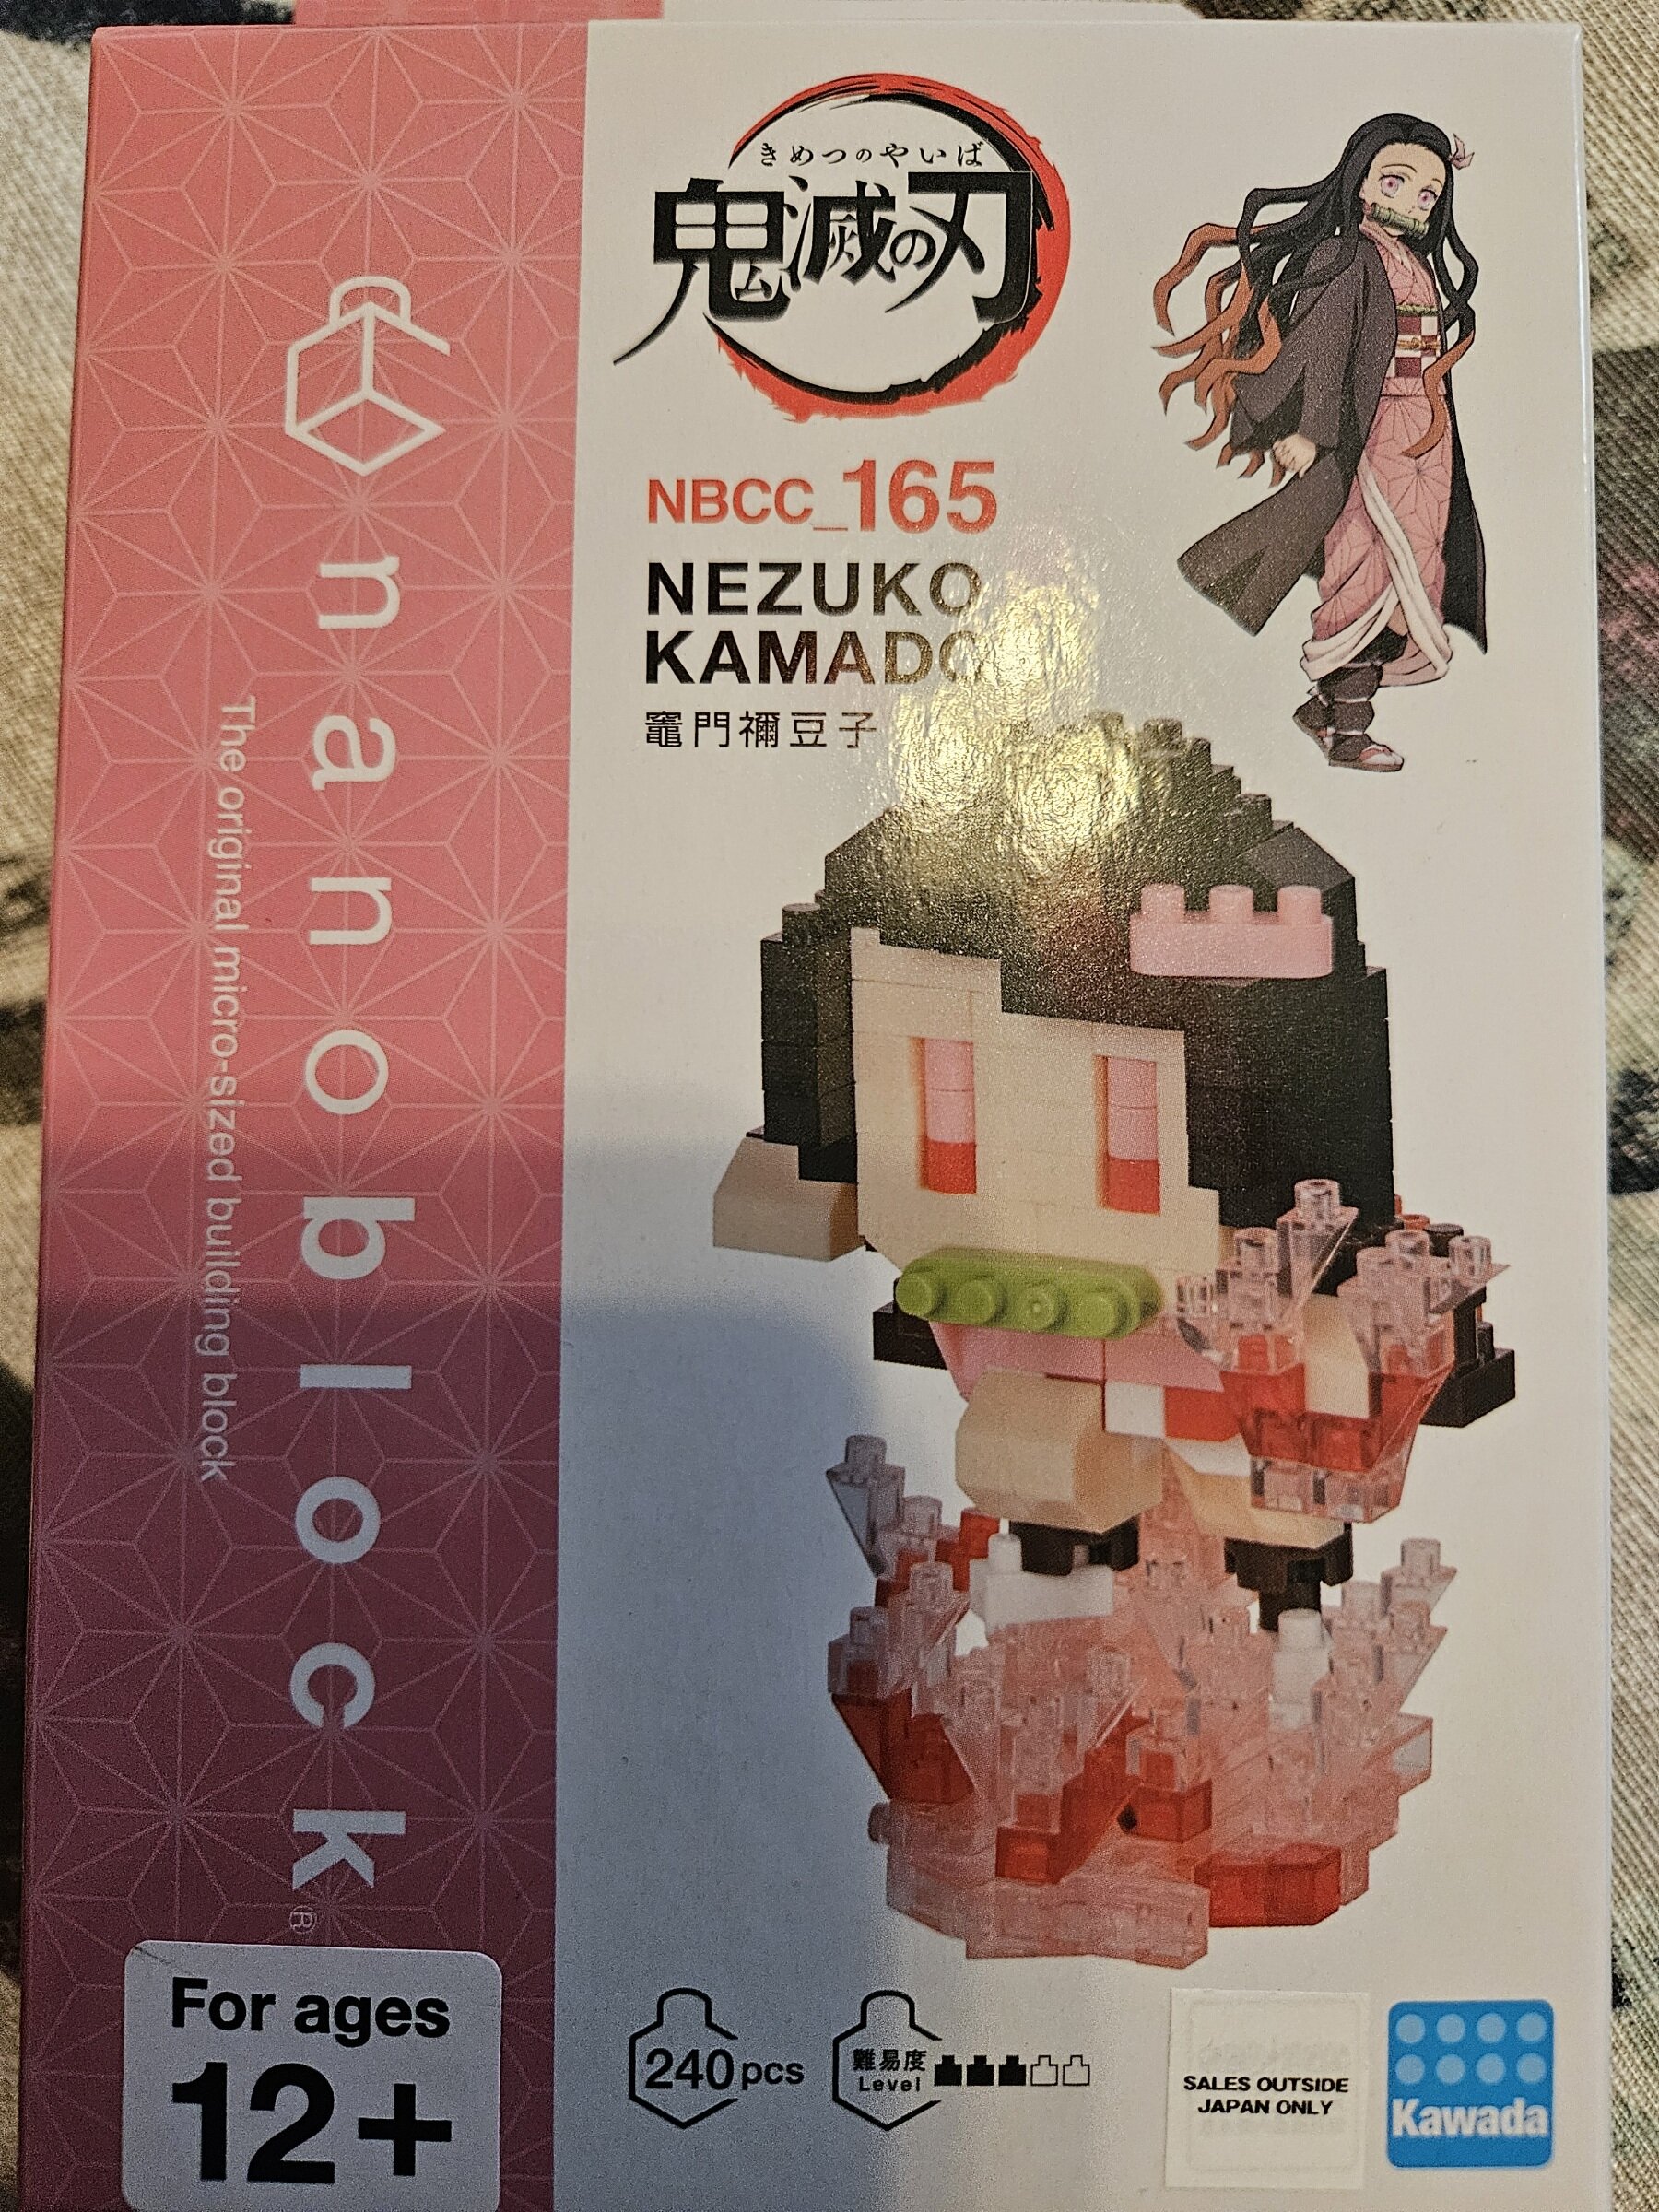 きめつのやいば
鬼滅の刃
NBCC_165
NEZUKO
KAMADO
竈門禰豆子
nanoblock®
The original micro-sized building block
For ages
12+
240pcs
難易度
Level
SALES OUTSIDE
JAPAN ONLY
Kawada